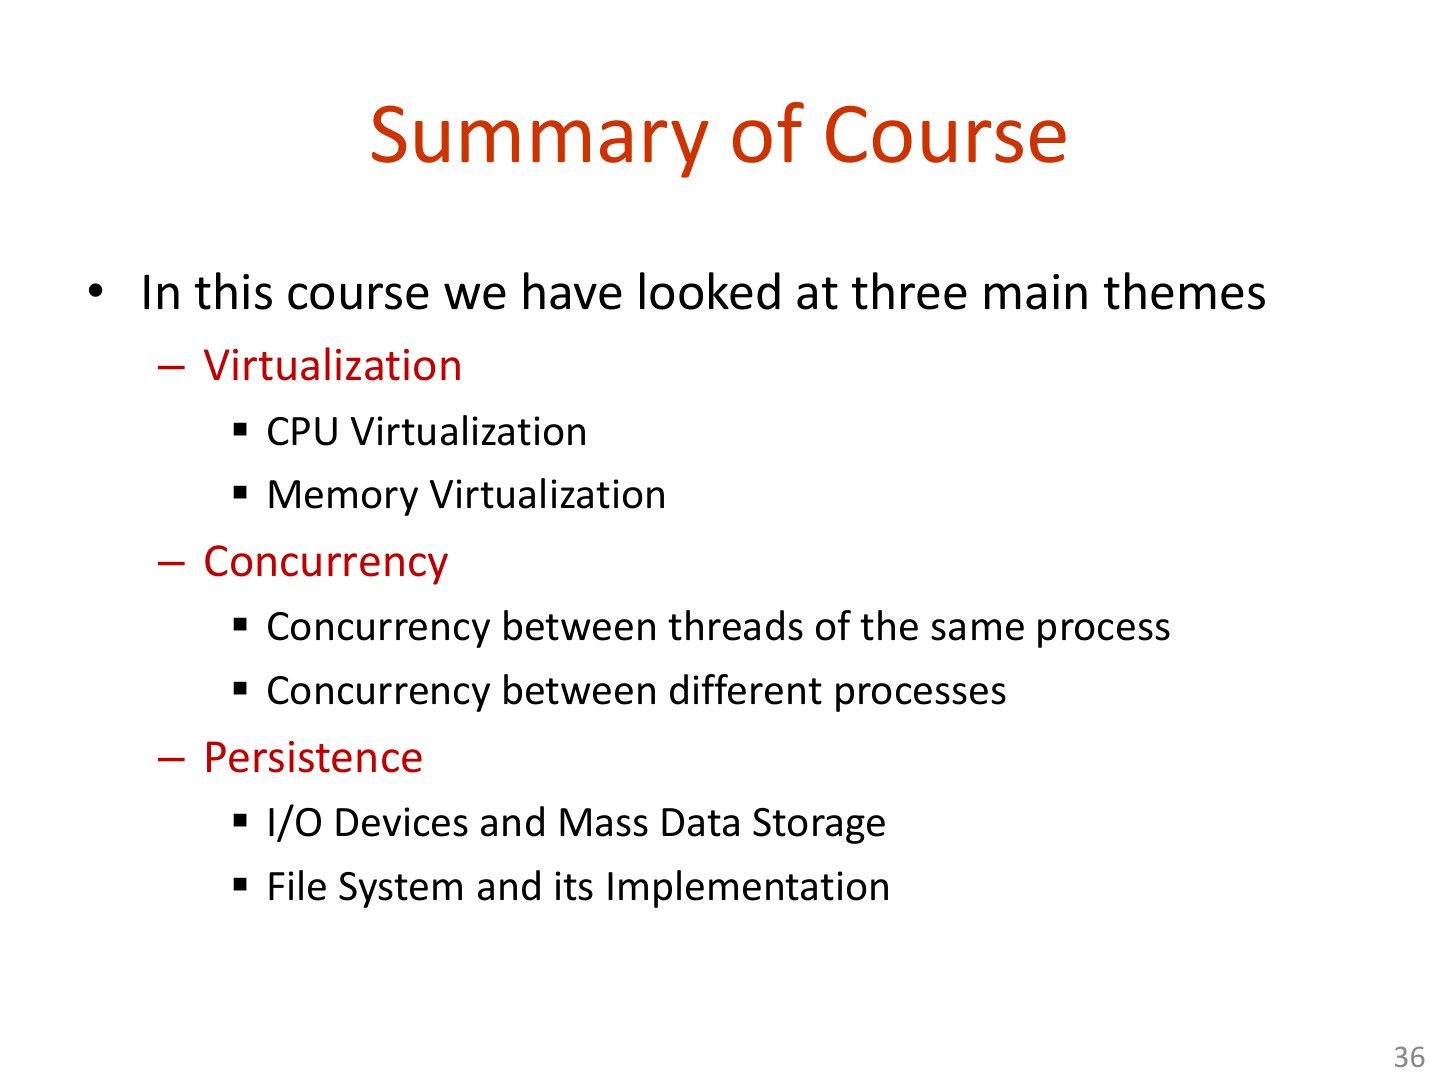 Summary of Course
• In this course we have looked at three main themes
– Virtualization
▪ CPU Virtualization
▪ Memory Virtualization
– Concurrency
▪ Concurrency between threads of the same process
▪ Concurrency between different processes
– Persistence
▪ I/O Devices and Mass Data Storage
▪ File System and its Implementation
36